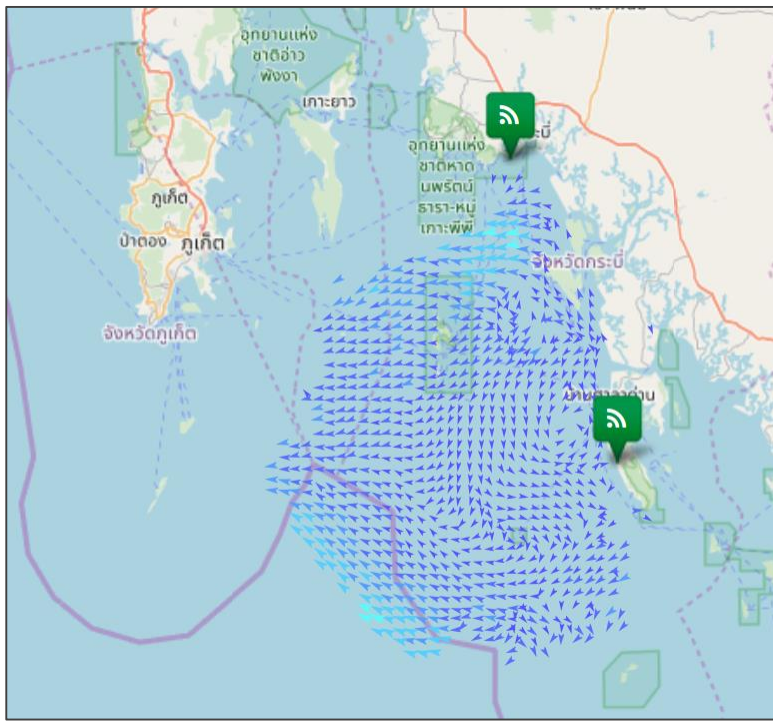 อุทยานแห่ง
ชาติอ่าว
พังงา
เกาะยาว
อุทยานแห่ง
ชาติหาด
นพรัตน์
ธารา-หมู่
เกาะพีพี
ภูเก็ต
ป่าตอง
ภูเก็ต
จังหวัดกระบี่
จังหวัดภูเก็ต